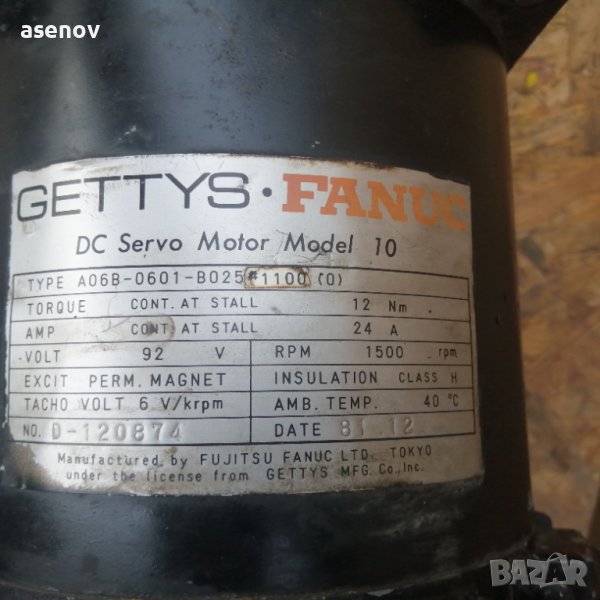 asenov
GETTYS·FANUC
DC Servo Motor Model 10
TYPE A06B-0601-B025 #1100 (0)
TORQUE CONT. AT STALL 12 Nm
AMP CONT. AT STALL 24 A
VOLT 92 V RPM 1500 rpm
EXCIT PERM. MAGNET INSULATION CLASS H
TACHO VOLT 6 V/krpm AMB. TEMP. 40 °C
NO. D-120874 DATE 81.12
Manufactured by FUJITSU FANUC LTD. TOKYO
under the license from GETTYS MFG. Co., Inc.
BAZAR